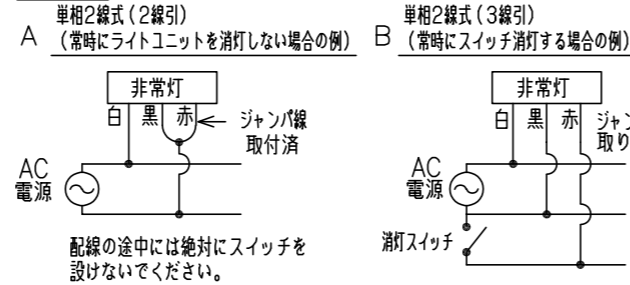 A
単相2線式(2線引)
(常時にライトユニットを消灯しない場合の例)
非常灯
白
黒
赤
ジャンパ線
取付済
AC
電源
配線の途中には絶対にスイッチを
設けないでください。
B
単相2線式(3線引)
(常時にスイッチ消灯する場合の例)
非常灯
白
黒
赤
ジャン
取り
AC
電源
消灯スイッチ